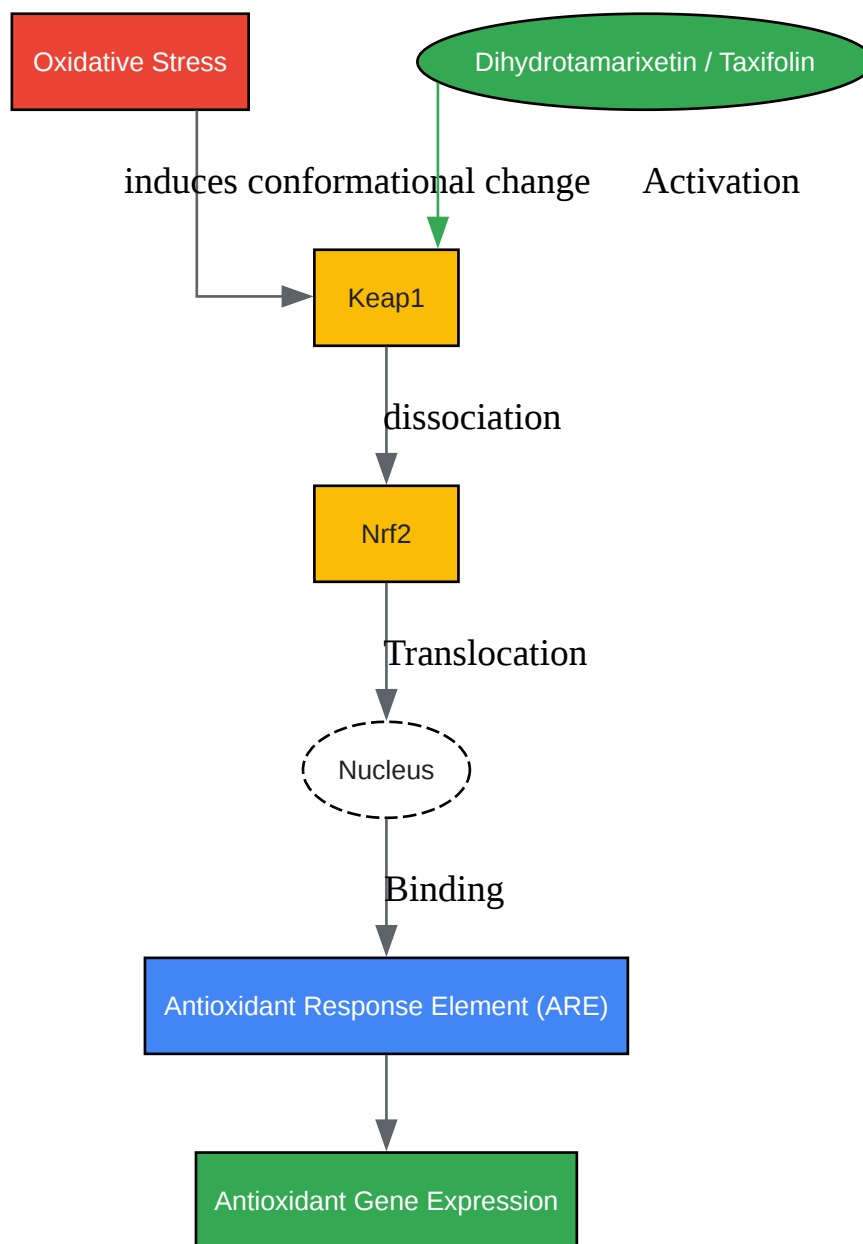 Oxidative Stress
Dihydrotamarixetin / Taxifolin
induces conformational change
Activation
Keap1
dissociation
Nrf2
Translocation
Nucleus
Binding
Antioxidant Response Element (ARE)
Antioxidant Gene Expression